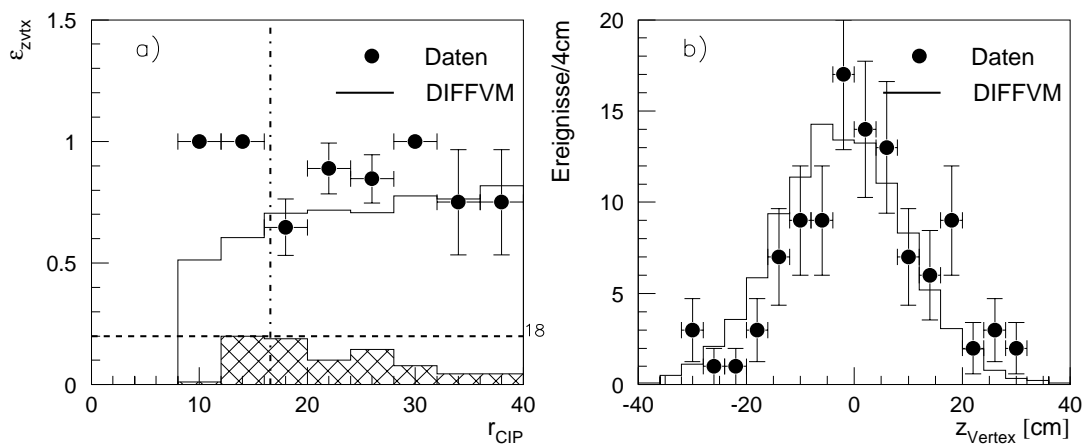 ε_zvtx
1.5
1
0.5
0
a)
Daten
DIFFVM
18
0 10 20 30 40
r_CIP
Ereignisse/4cm
20
15
10
5
0
b)
Daten
DIFFVM
-40 -20 0 20 40
z_Vertex [cm]